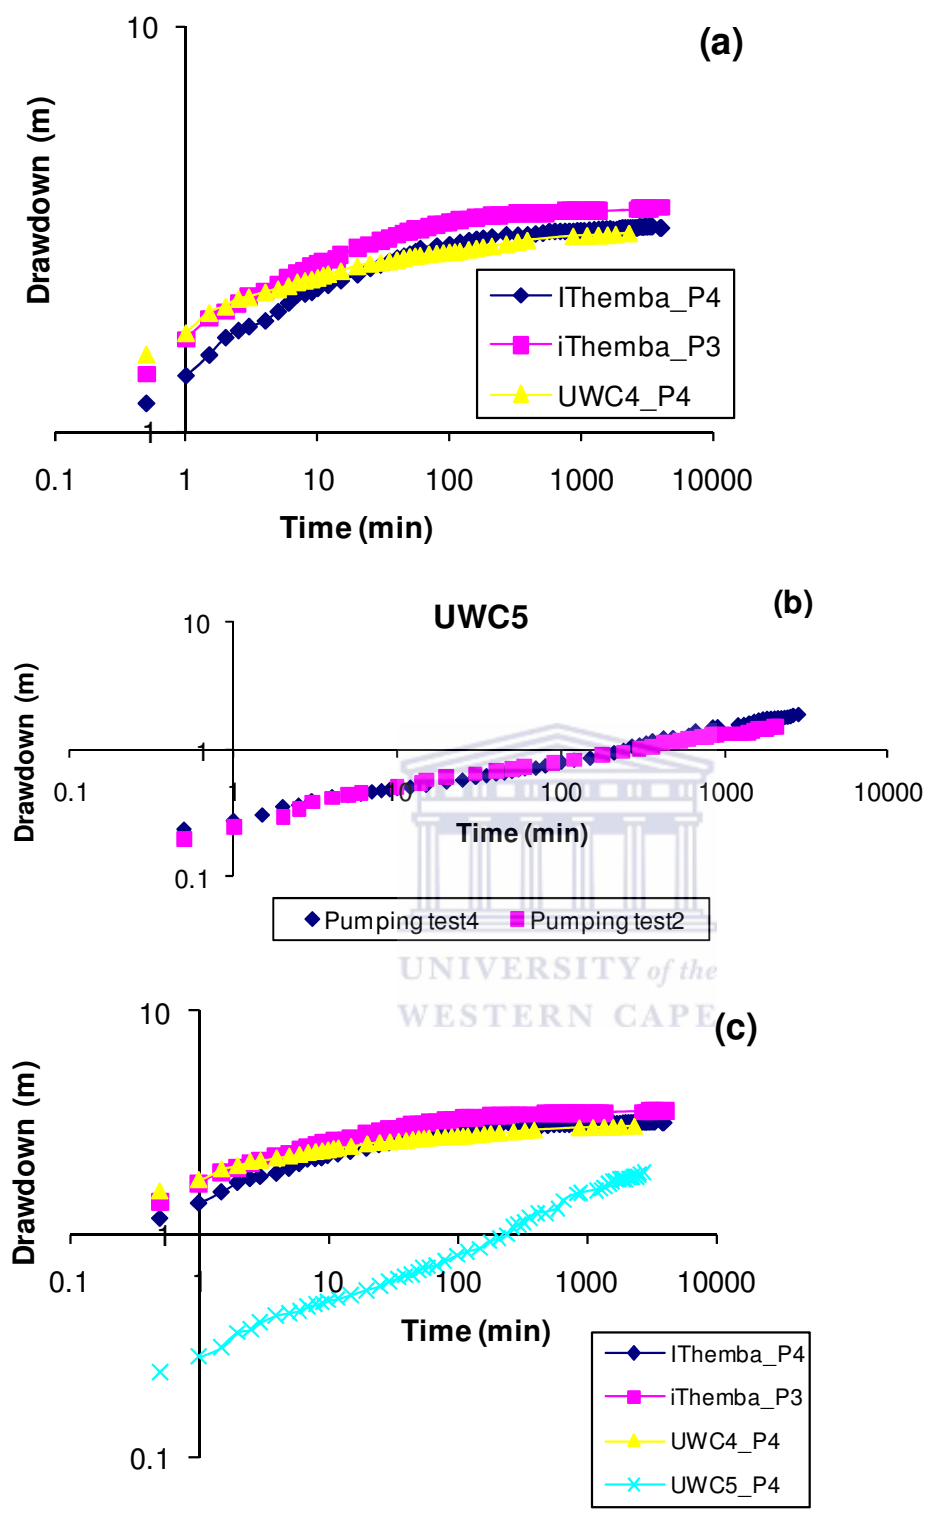 10
(a)
Drawdown (m)
IThemba_P4
iThemba_P3
UWC4_P4
1
0.1 1 10 100 1000 10000
Time (min)
UWC5
(b)
10
Drawdown (m)
1
0.1 1 10 100 1000 10000
Time (min)
0.1
Pumping test4 Pumping test2
UNIVERSITY of the
WESTERN CAPE
10
(c)
Drawdown (m)
1
0.1 1 10 100 1000 10000
Time (min)
IThemba_P4
iThemba_P3
UWC4_P4
UWC5_P4
0.1